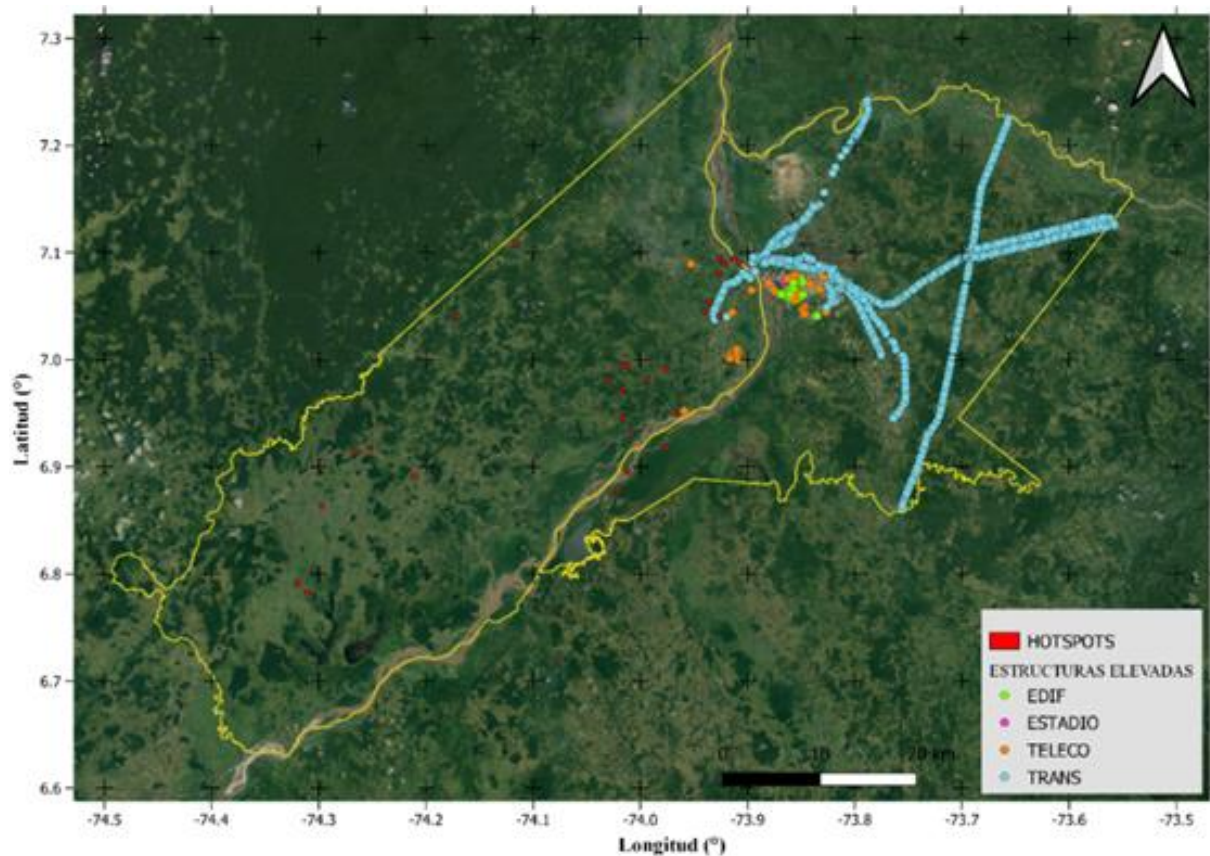 7.3
7.2
7.1
7.0
6.9
6.8
6.7
6.6
Latitud (°)
-74.5 -74.4 -74.3 -74.2 -74.1 -74.0 -73.9 -73.8 -73.7 -73.6 -73.5
Longitud (°)
0 10 20 km
HOTSPOTS
ESTRUCTURAS ELEVADAS
EDIF
ESTADIO
TELECO
TRANS